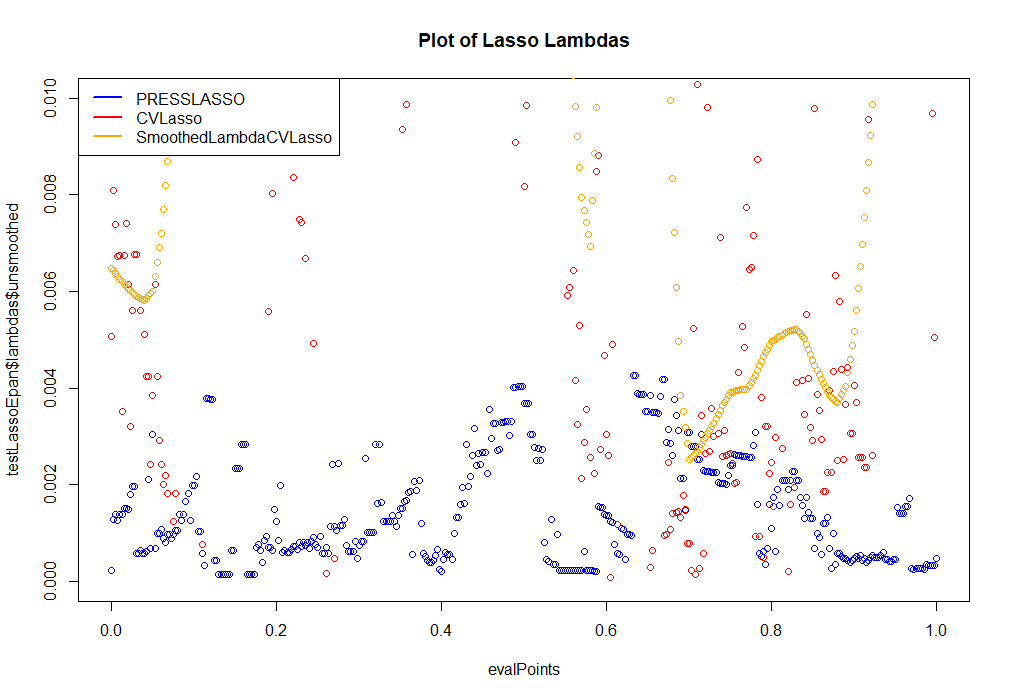 Plot of Lasso Lambdas
PRESSLASSO
CVLasso
SmoothedLambdaCVLasso
testLassoEpan$lambdas$unsmoothed
0.010
0.008
0.006
0.004
0.002
0.000
0.0 0.2 0.4 0.6 0.8 1.0
evalPoints